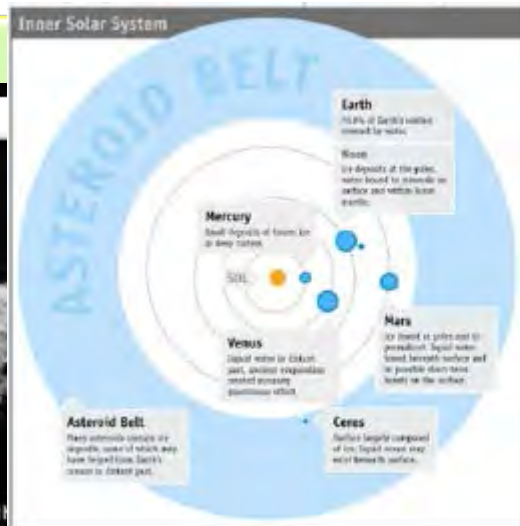 Inner Solar System
ASTEROID BELT
Earth
of Earth's surface
covered by water.
Moon
Ice deposits at the poles,
water bound to minerals on
surface and within lunar
mantle.
Mercury
Small deposits of frozen ice
in deep craters.
SOL
Venus
Liquid water in distant
past, ancient evaporation
created runaway
greenhouse effect.
Mars
Ice found at poles and in
permafrost. Liquid water
beneath surface and
in possible short term
on the surface.
Asteroid Belt
Many asteroids contain ice
deposits, some of which may
have helped form Earth's
oceans in distant past.
Ceres
Surface largely composed
of ice, liquid ocean may
exist beneath surface.